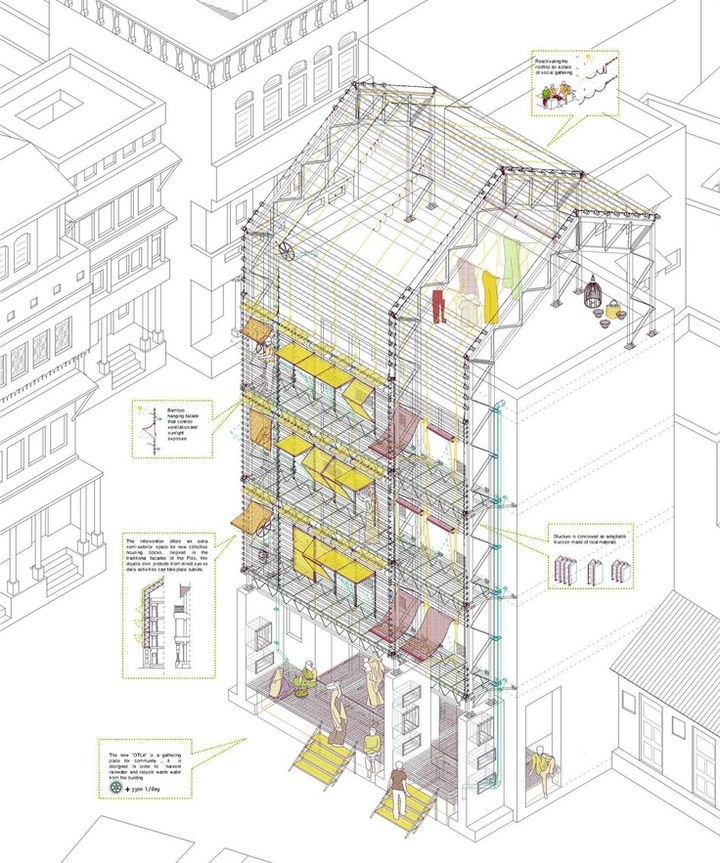 Reactivating the
rooftop as a place
of social gathering
Bamboo
hanging facade
that controls
ventilation and
sunlight
exposure
The intervention offers an extra
semi-exterior space for new collective
housing blocks. Inspired in the
traditional facades of the Pols, this
double skin protects from direct sun so
daily activities can take place outside.
Structure is conceived as adaptable
trusses made of local materials
The new "OTLA" is a gathering
place for community , it is
designed in order to harvest
rainwater and recycle waste water
from the building
+ 3300 L/day